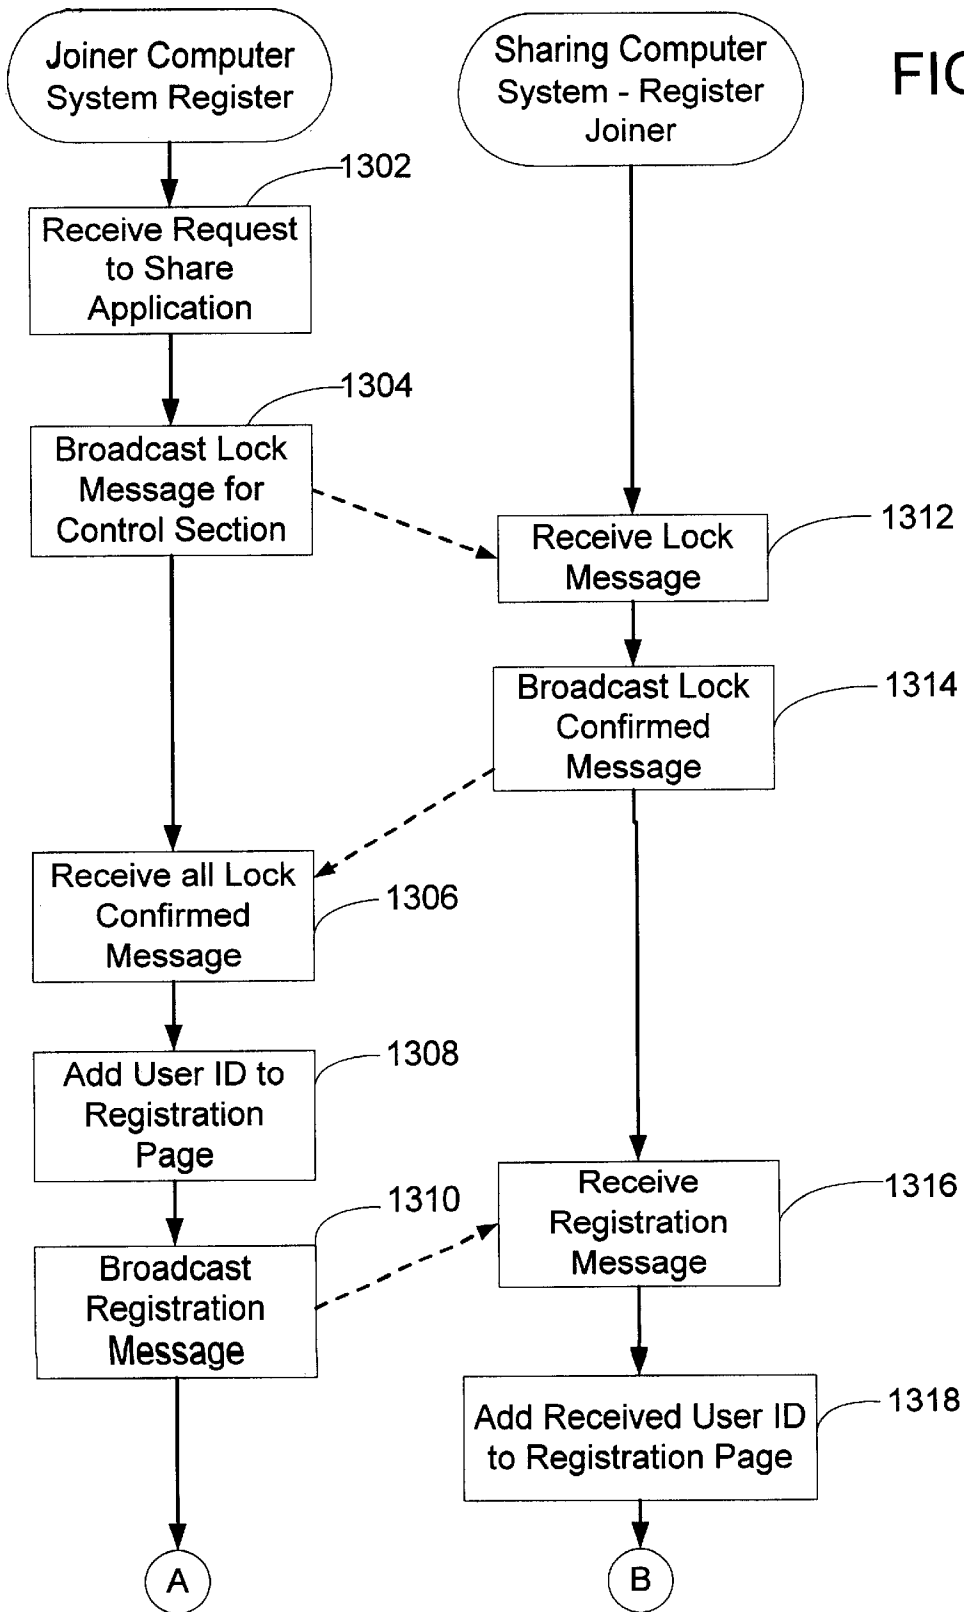 Joiner Computer
System Register
Sharing Computer
System - Register
Joiner
FIG
1302
Receive Request
to Share
Application
1304
Broadcast Lock
Message for
Control Section
1312
Receive Lock
Message
1314
Broadcast Lock
Confirmed
Message
Receive all Lock
Confirmed
Message
1306
1308
Add User ID to
Registration
Page
1310
Broadcast
Registration
Message
Receive
Registration
Message
1316
Add Received User ID
to Registration Page
1318
A
B